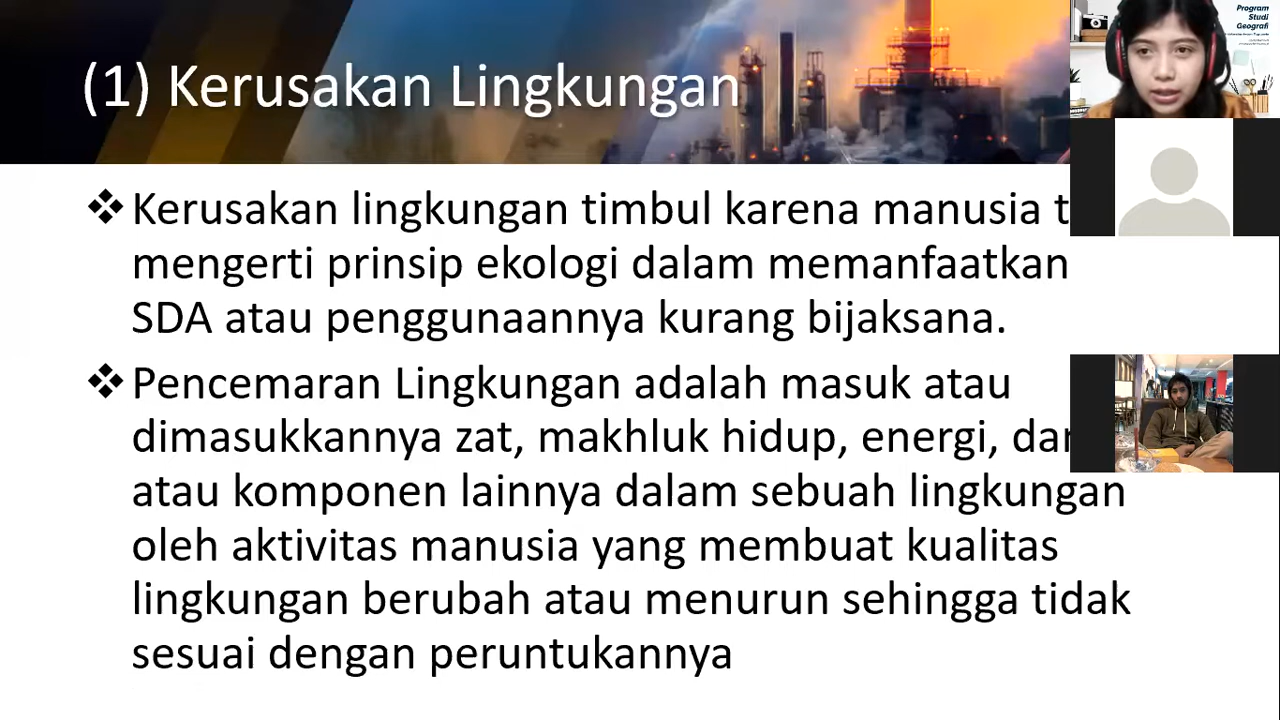 (1) Kerusakan Lingkungan
Program
Studi
Geografi
❖ Kerusakan lingkungan timbul karena manusia
mengerti prinsip ekologi dalam memanfaatkan
SDA atau penggunaannya kurang bijaksana.
❖ Pencemaran Lingkungan adalah masuk atau
dimasukkannya zat, makhluk hidup, energi,
atau komponen lainnya dalam sebuah lingkungan
oleh aktivitas manusia yang membuat kualitas
lingkungan berubah atau menurun sehingga tidak
sesuai dengan peruntukannya